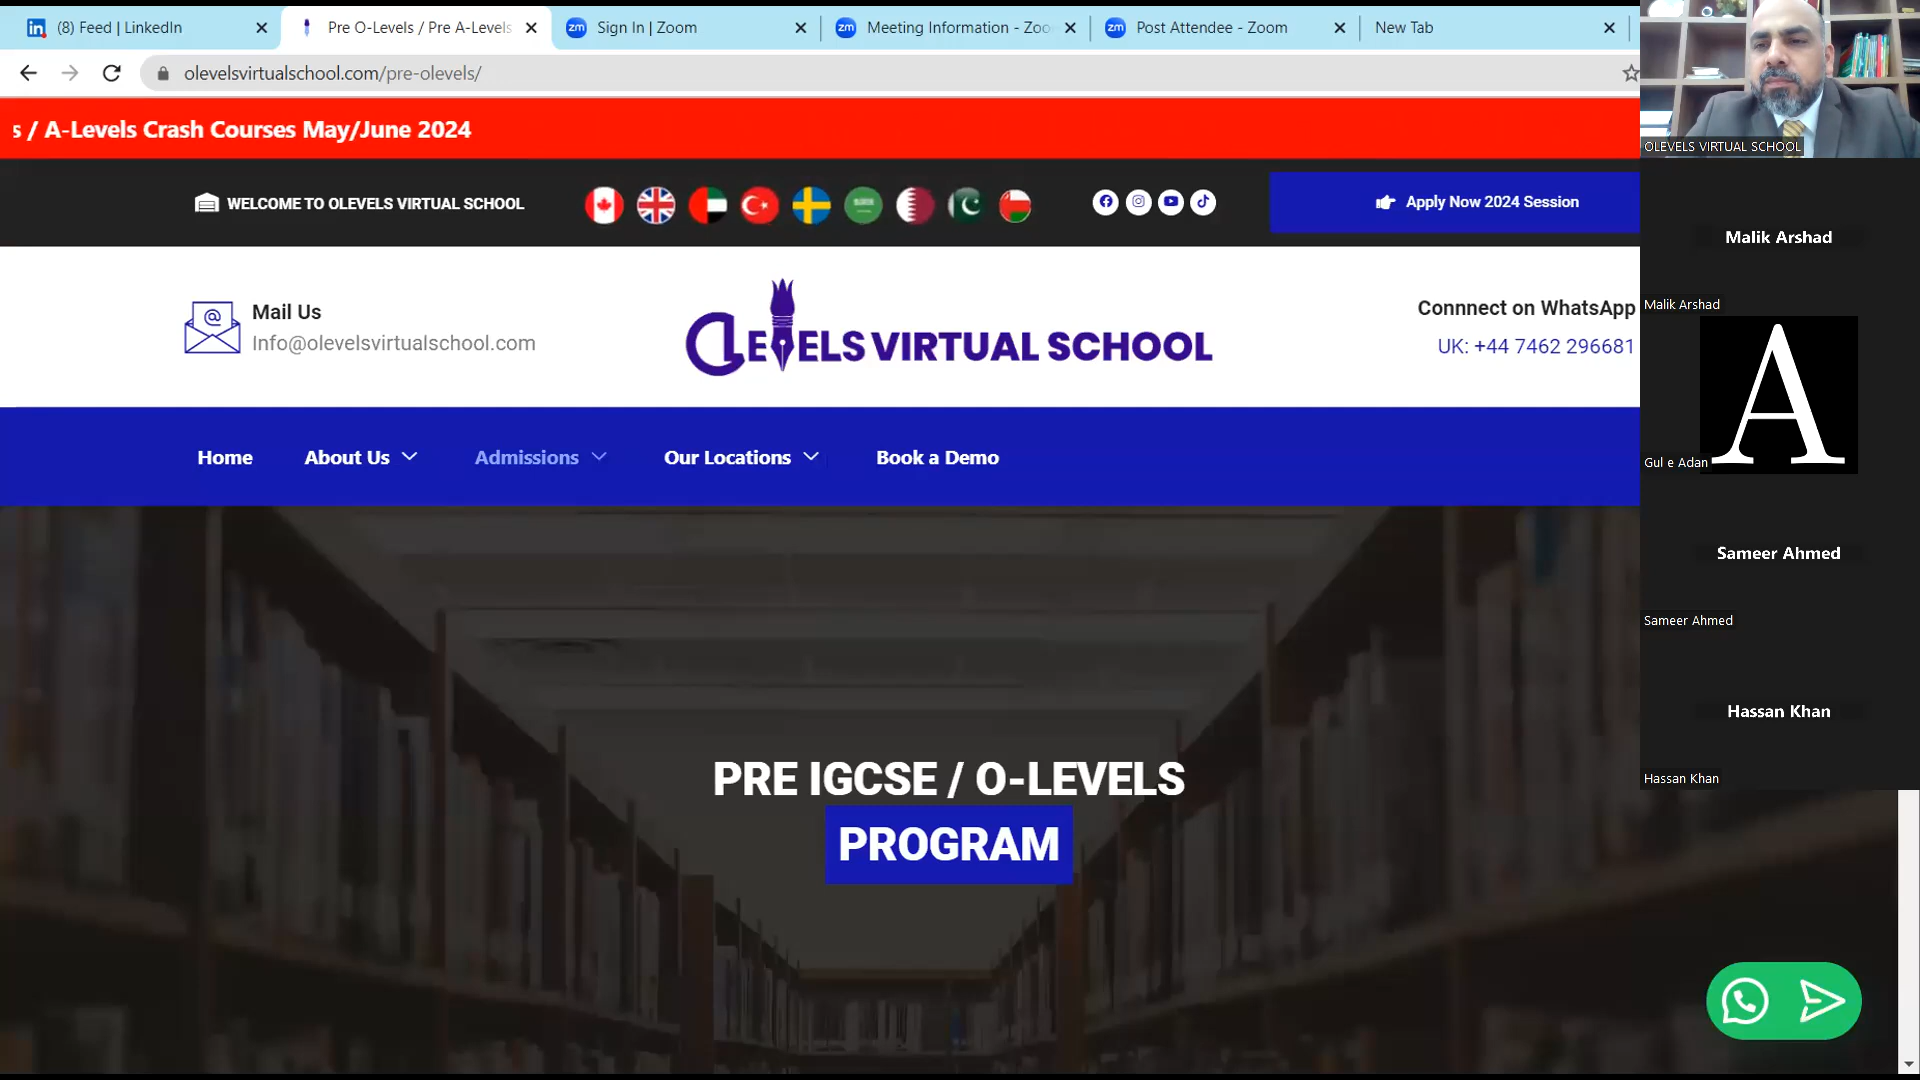 (8) Feed | LinkedIn
Pre O-Levels / Pre A-Levels
Sign In | Zoom
Meeting Information - Zoo
Post Attendee - Zoom
New Tab
olevelsvirtualschool.com/pre-olevels/
s / A-Levels Crash Courses May/June 2024
WELCOME TO OLEVELS VIRTUAL SCHOOL
Apply Now 2024 Session
Mail Us
Info@olevelsvirtualschool.com
OLEVELS VIRTUAL SCHOOL
Connnect on WhatsApp
UK: +44 7462 296681
Home
About Us
Admissions
Our Locations
Book a Demo
PRE IGCSE / O-LEVELS
PROGRAM
OLEVELS VIRTUAL SCHOOL
Malik Arshad
Malik Arshad
A
Gul e Adan
Sameer Ahmed
Sameer Ahmed
Hassan Khan
Hassan Khan